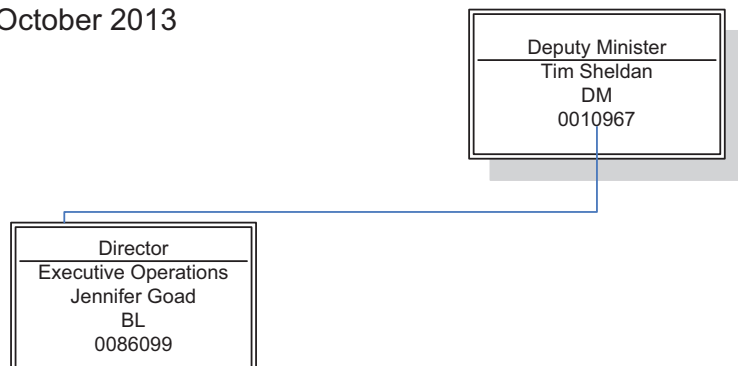 October 2013
Deputy Minister
Tim Sheldan
DM
0010967
Director
Executive Operations
Jennifer Goad
BL
0086099